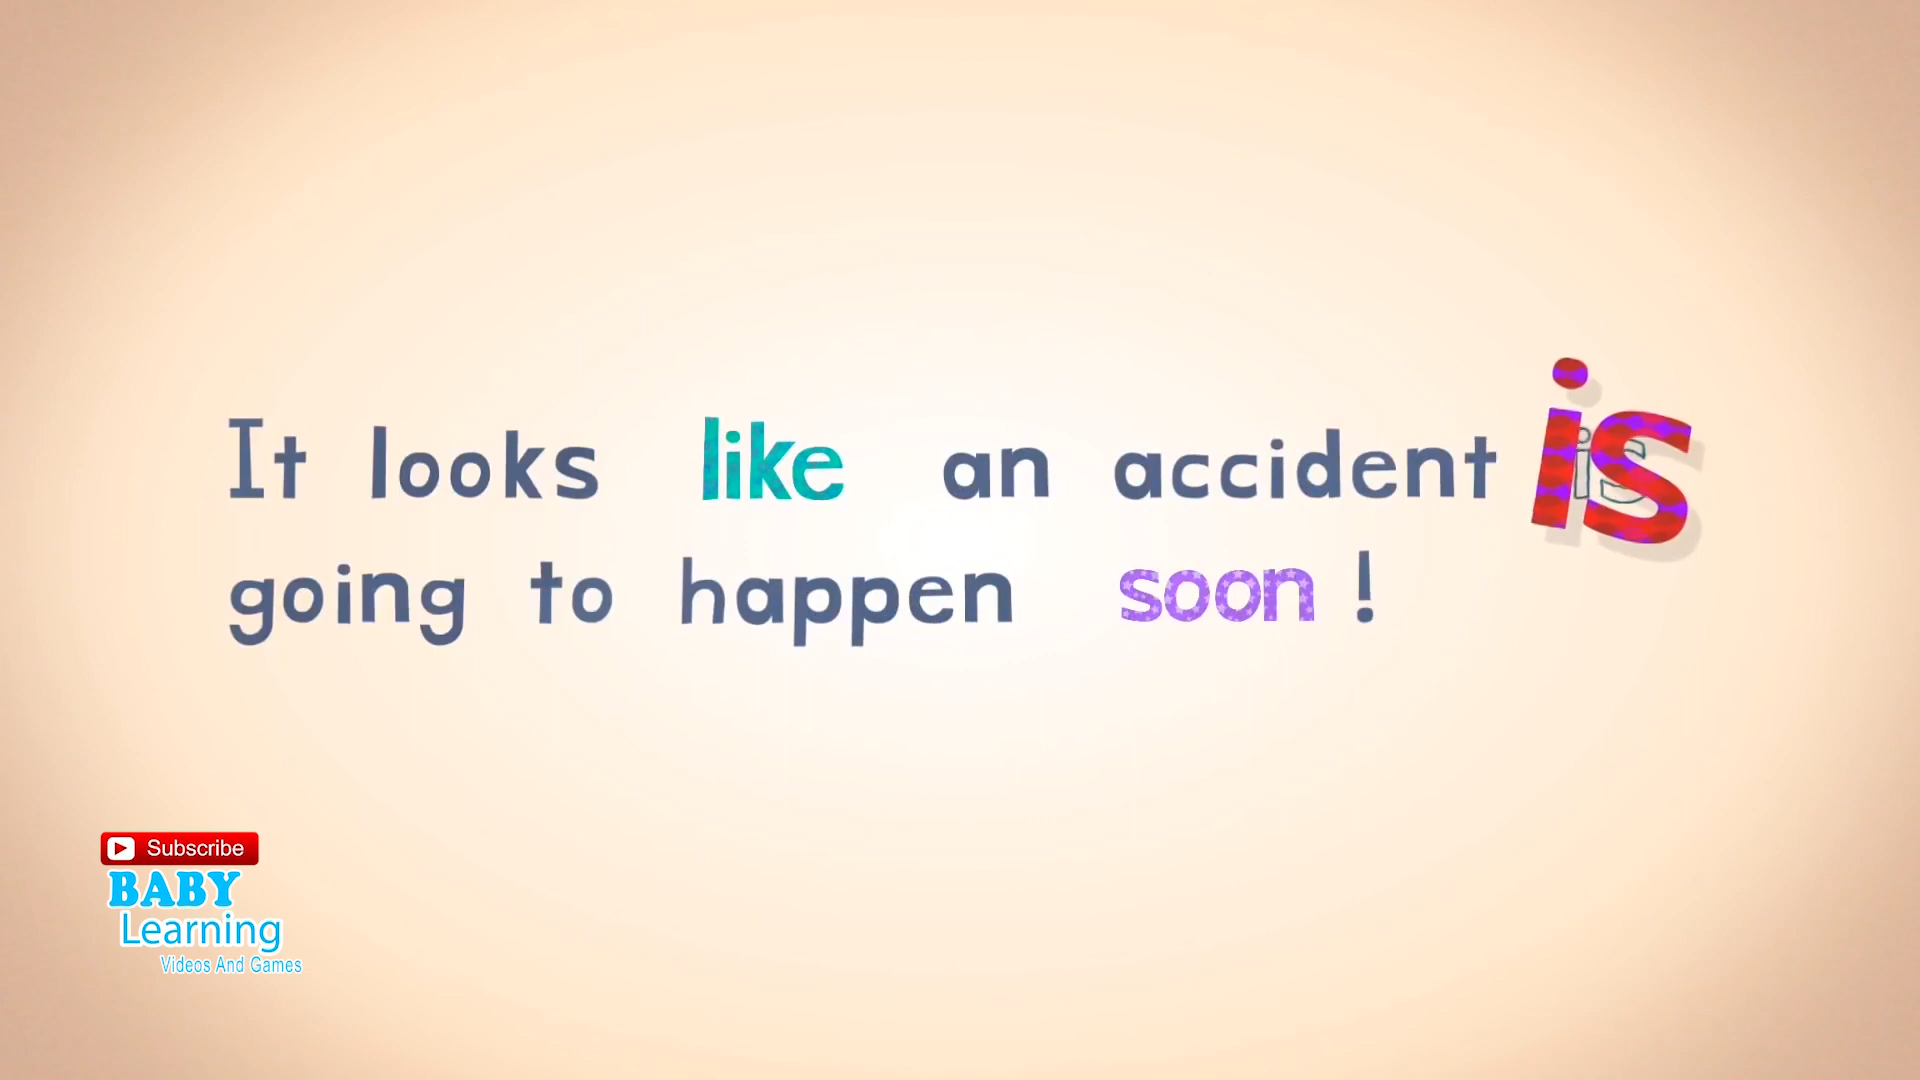 It looks like an accident is
going to happen soon!
Subscribe
BABY
Learning
Videos And Games